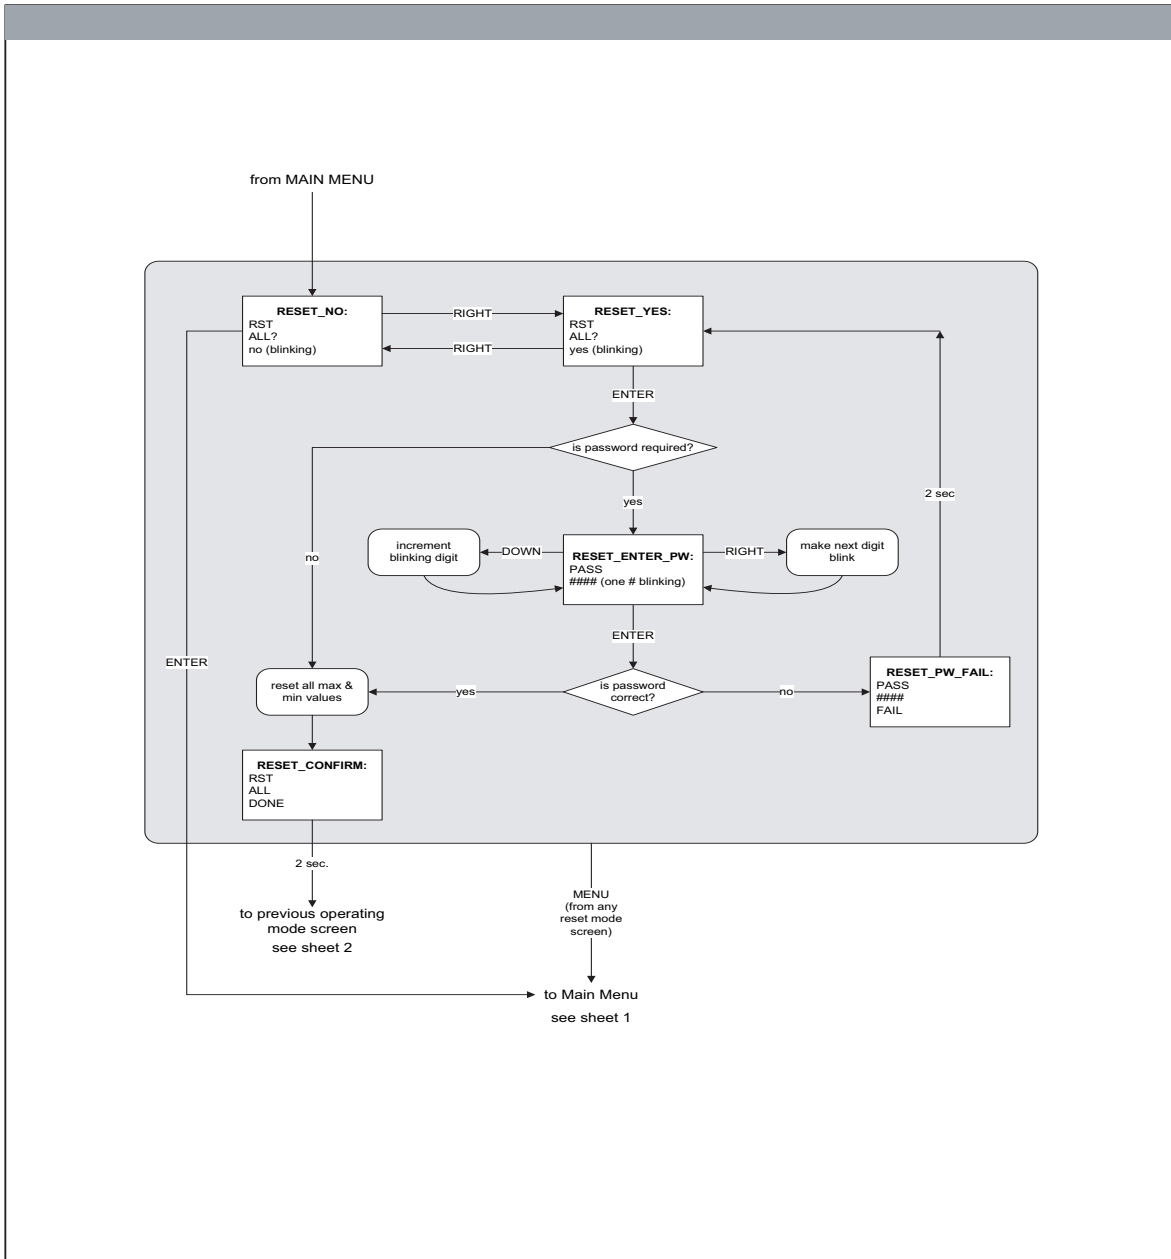 from MAIN MENU
RESET_NO:
RST
ALL?
no (blinking)
RIGHT
RIGHT
RESET_YES:
RST
ALL?
yes (blinking)
ENTER
is password required?
yes
no
2 sec
increment
blinking digit
DOWN
RESET_ENTER_PW:
PASS
#### (one # blinking)
RIGHT
make next digit
blink
ENTER
ENTER
reset all max &
min values
yes
is password
correct?
no
RESET_PW_FAIL:
PASS
####
FAIL
RESET_CONFIRM:
RST
ALL
DONE
2 sec.
to previous operating
mode screen
see sheet 2
MENU
(from any
reset mode
screen)
to Main Menu
see sheet 1